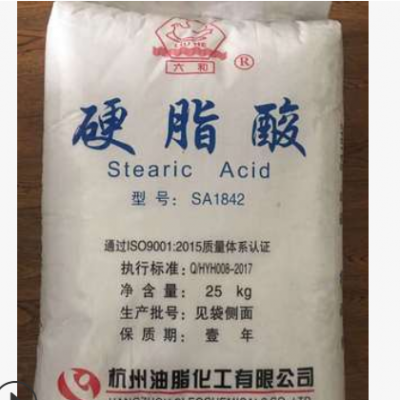 六和 ®
硬脂酸
Stearic Acid
型号: SA1842
通过ISO9001:2015质量体系认证
执行标准: Q/HYH008-2017
净含量: 25 kg
生产批号: 见袋侧面
保质期: 壹年
杭州油脂化工有限公司